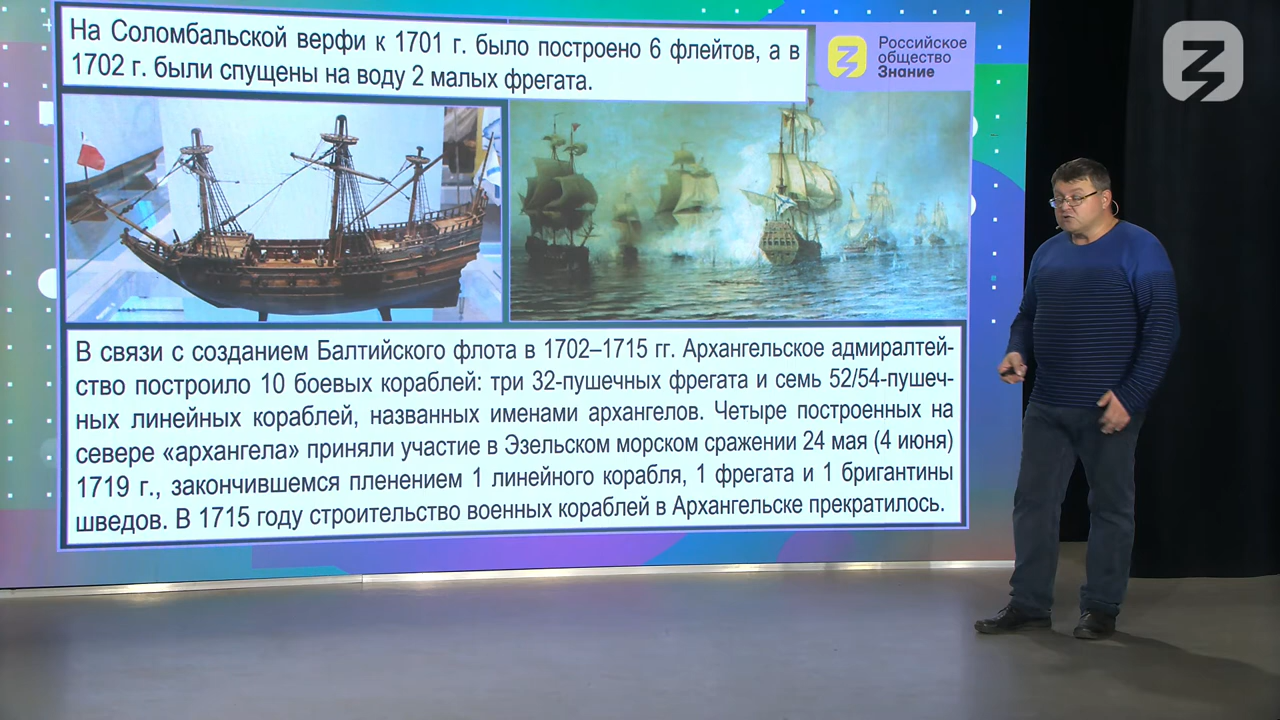 На Соломбальской верфи к 1701 г. было построено 6 флейтов, а в
1702 г. были спущены на воду 2 малых фрегата.
Российское
общество
Знание
В связи с созданием Балтийского флота в 1702–1715 гг. Архангельское адмиралтей-
ство построило 10 боевых кораблей: три 32-пушечных фрегата и семь 52/54-пушеч-
ных линейных кораблей, названных именами архангелов. Четыре построенных на
севере «архангела» приняли участие в Эзельском морском сражении 24 мая (4 июня)
1719 г., закончившемся пленением 1 линейного корабля, 1 фрегата и 1 бригантины
шведов. В 1715 году строительство военных кораблей в Архангельске прекратилось.